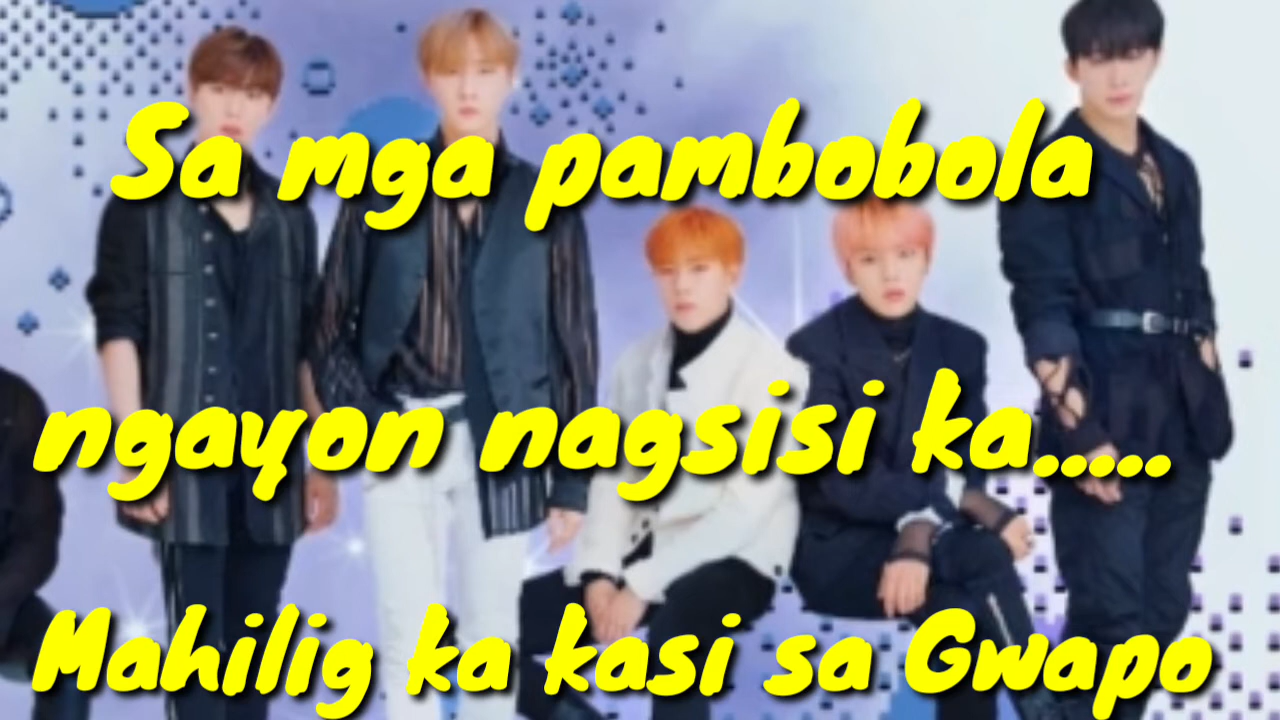 Sa mga pambobola
ngayon nagsisi ka.....
Mahilig ka kasi sa Gwapo